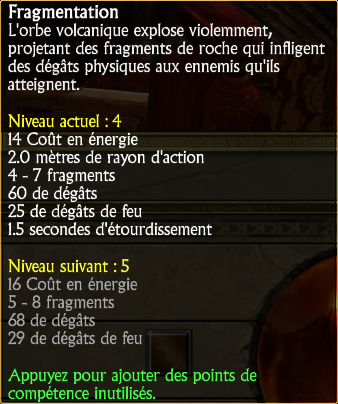 Fragmentation
L'orbe volcanique explose violemment,
projetant des fragments de roche qui infligent
des dégâts physiques aux ennemis qu'ils
atteignent.
Niveau actuel : 4
14 Coût en énergie
2.0 mètres de rayon d'action
4 - 7 fragments
60 de dégâts
25 de dégâts de feu
1.5 secondes d'étourdissement
Niveau suivant : 5
16 Coût en énergie
5 - 8 fragments
68 de dégâts
29 de dégâts de feu
Appuyez pour ajouter des points de
compétence inutilisés.